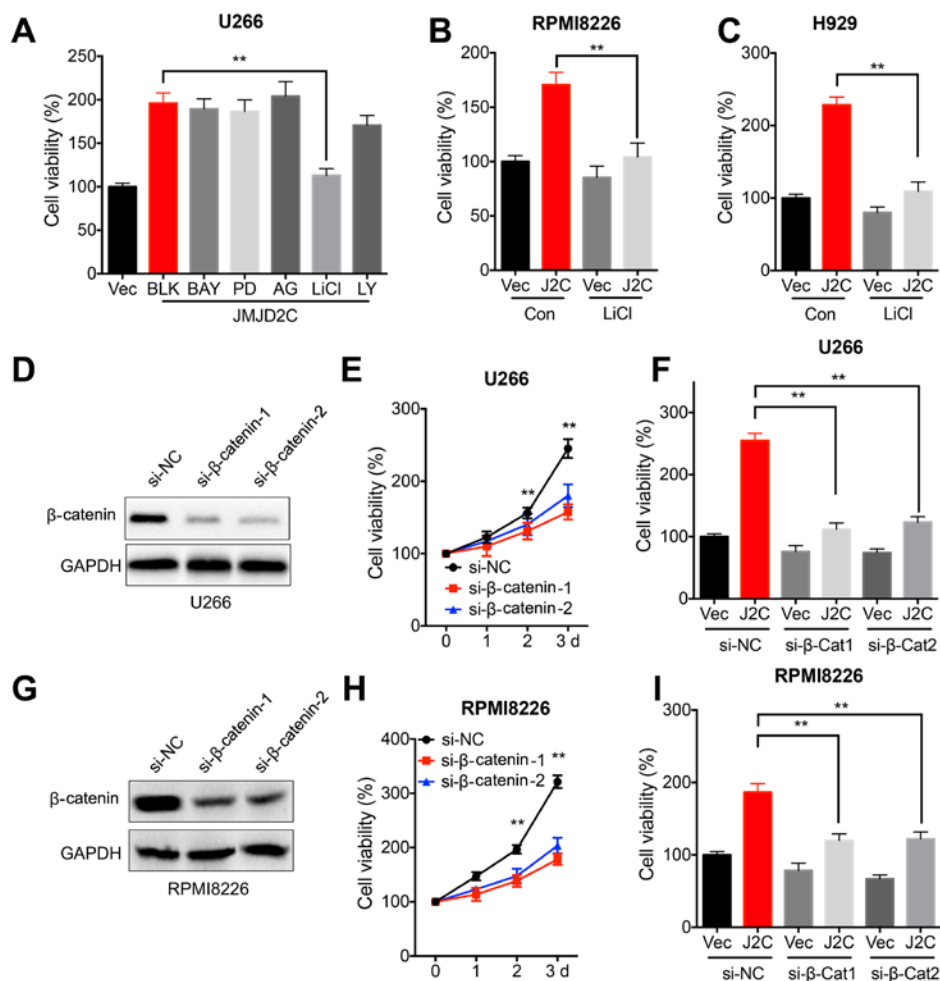 A
U266
Cell viability (%)
250
200
150
100
50
0
**
Vec BLK BAY PD AG LiCl LY
JMJD2C
B
RPMI8226
Cell viability (%)
200
150
100
50
0
**
Vec J2C Vec J2C
Con LiCl
C
H929
Cell viability (%)
300
200
100
0
**
Vec J2C Vec J2C
Con LiCl
D
si-NC
si-β-catenin-1
si-β-catenin-2
β-catenin
GAPDH
U266
E
U266
Cell viability (%)
300
200
100
0
**
**
si-NC
si-β-catenin-1
si-β-catenin-2
0 1 2 3 d
F
U266
Cell viability (%)
300
250
200
150
100
50
0
**
**
Vec J2C Vec J2C Vec J2C
si-NC si-β-Cat1 si-β-Cat2
G
si-NC
si-β-catenin-1
si-β-catenin-2
β-catenin
GAPDH
RPMI8226
H
RPMI8226
Cell viability (%)
400
300
200
100
0
si-NC
si-β-catenin-1
si-β-catenin-2
**
**
0 1 2 3 d
I
RPMI8226
Cell viability (%)
300
200
100
0
**
**
Vec J2C Vec J2C Vec J2C
si-NC si-β-Cat1 si-β-Cat2